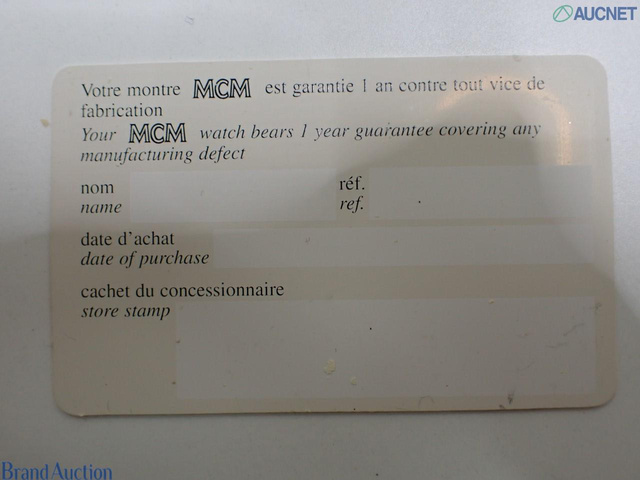 AUCNET
Votre montre MCM est garantie 1 an contre tout vice de
fabrication
Your MCM watch bears 1 year guarantee covering any
manufacturing defect
nom réf.
name ref.
date d'achat
date of purchase
cachet du concessionnaire
store stamp
Brand Auction